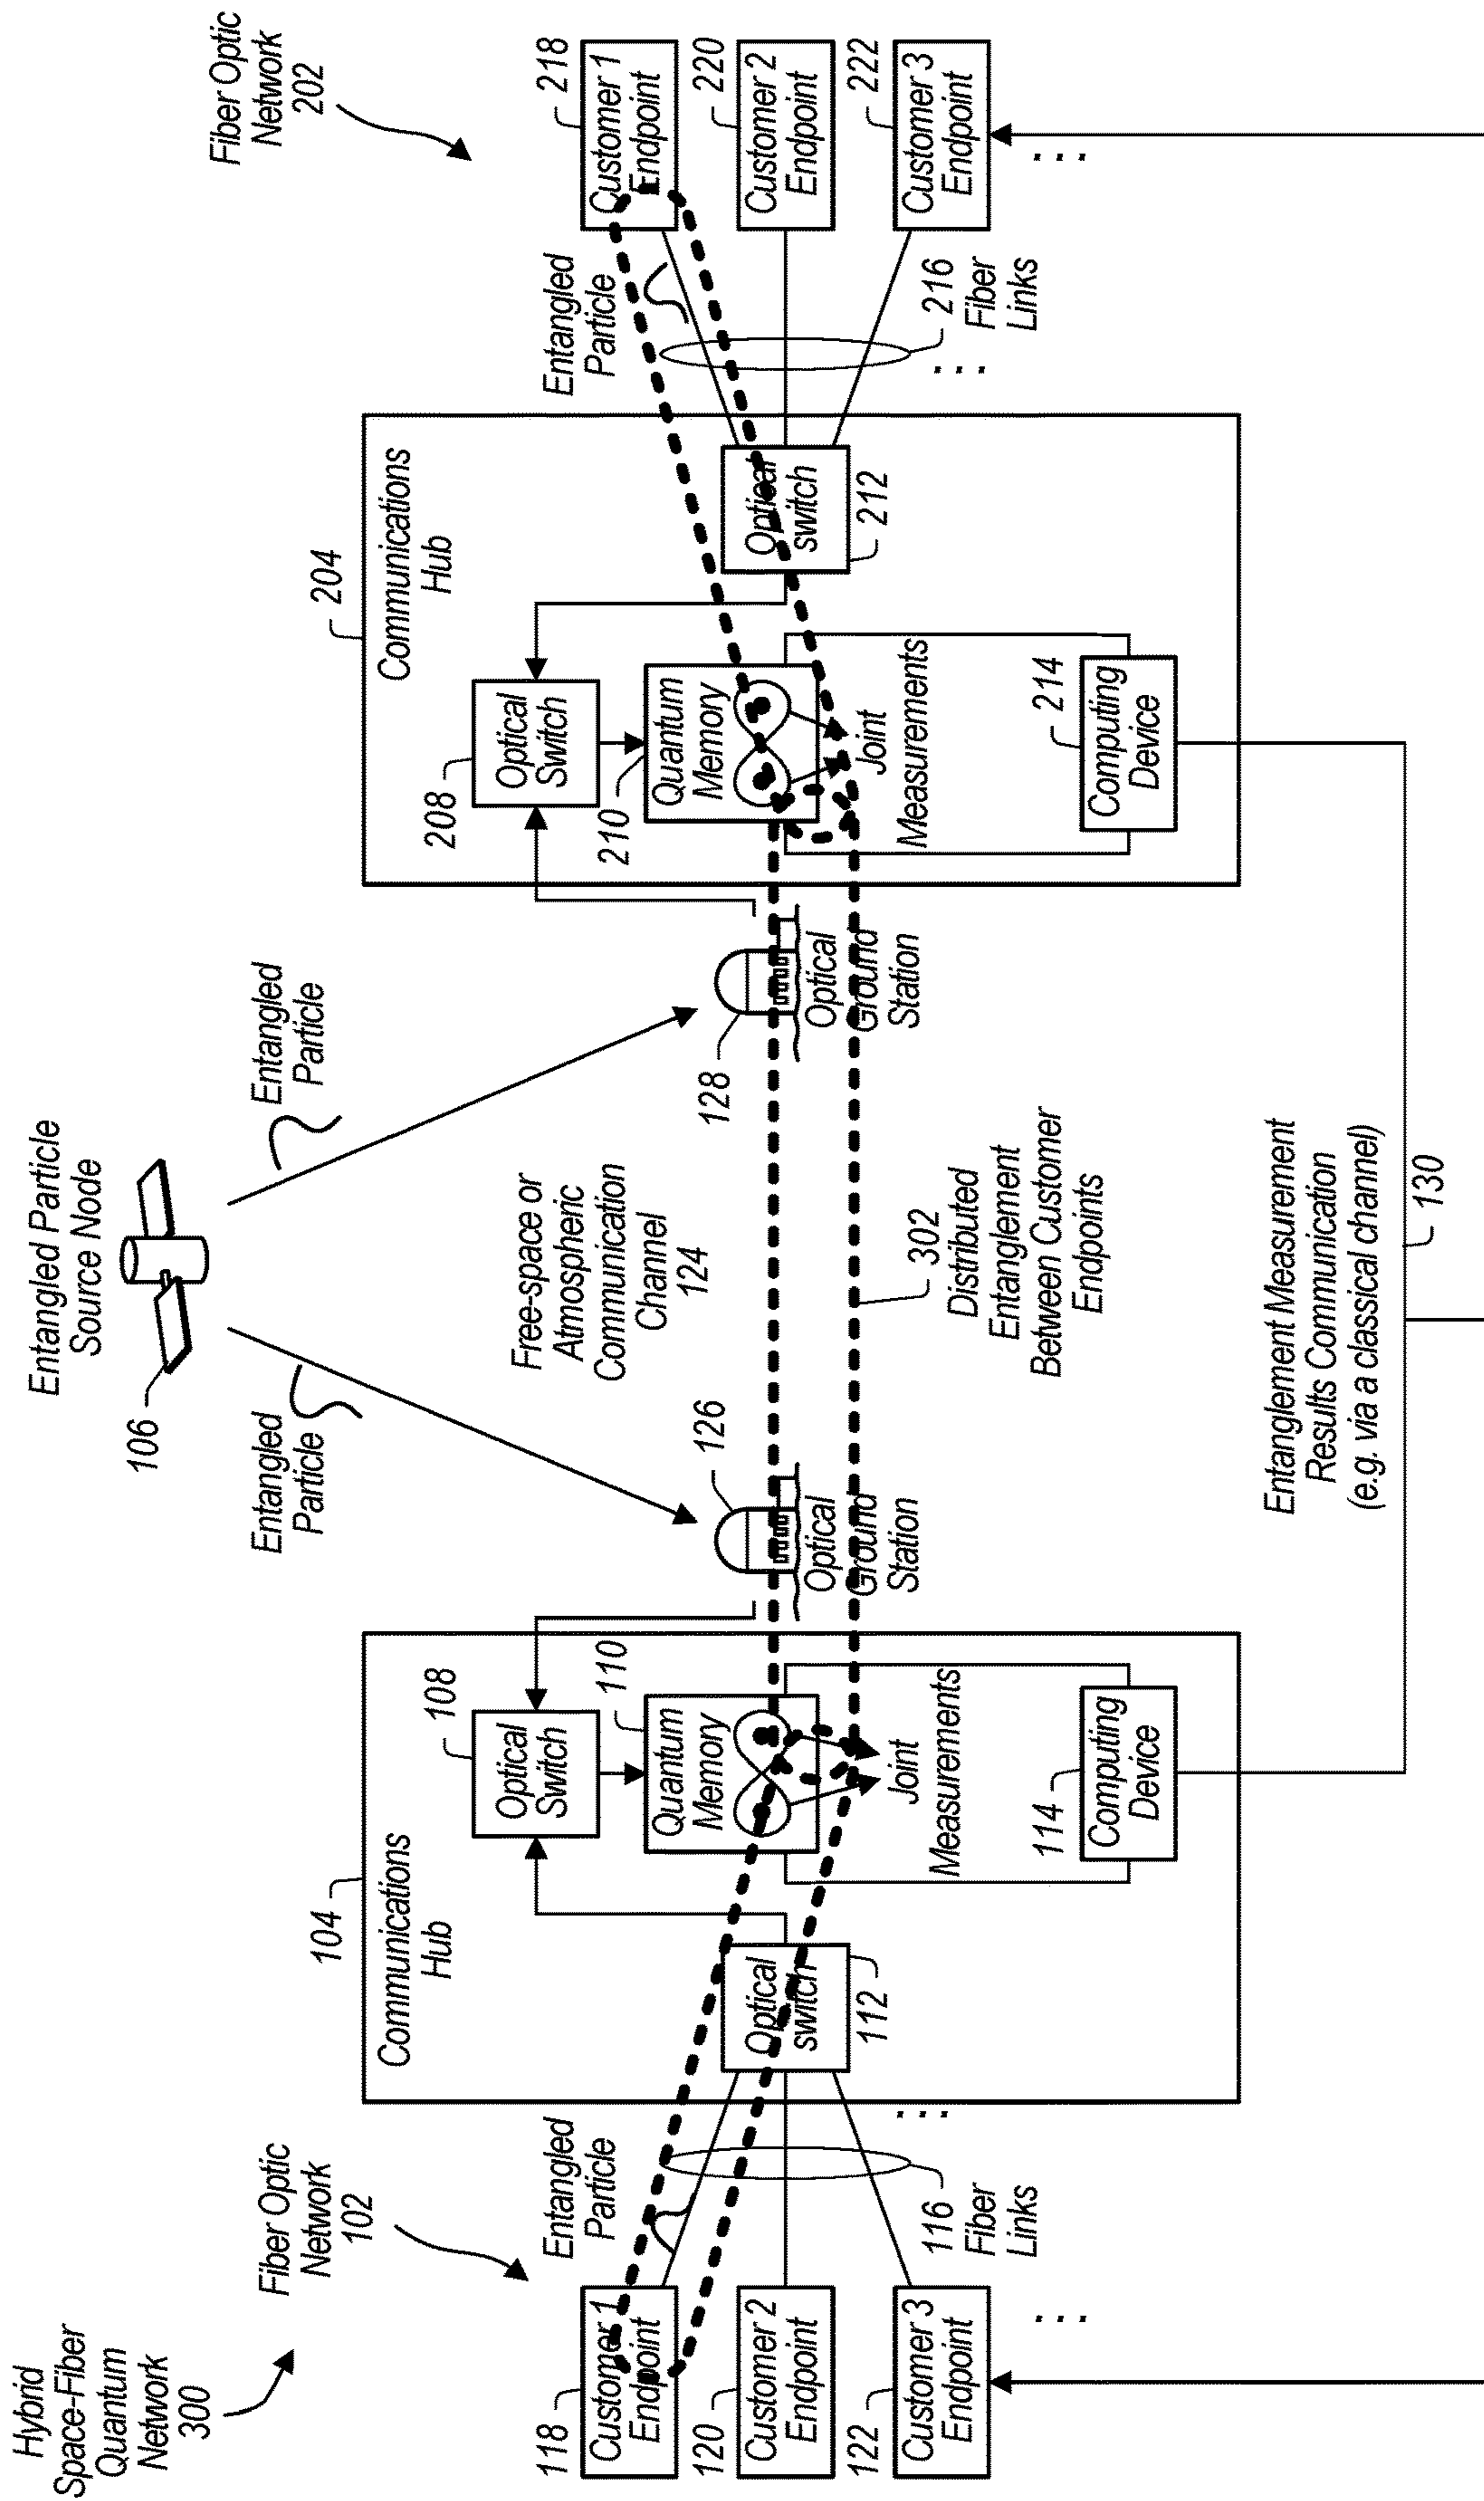 Hybrid
Space-Fiber
Quantum
Network
300
Fiber Optic
Network
102
Entangled Particle
Source Node
106
Fiber Optic
Network
202
Entangled
Particle
Entangled
Particle
104
Communications
Hub
204
Communications
Hub
108
Optical
Switch
208
Optical
Switch
Free-space or
Atmospheric
Communication
Channel
124
118
Customer 1
Endpoint
Entangled
Particle
110
Quantum
Memory
126
128
210
Quantum
Memory
Entangled
Particle
218
Customer 1
Endpoint
120
Customer 2
Endpoint
Optical
switch
112
Joint
Measurements
Optical
Ground
Station
Optical
Ground
Station
Joint
Measurements
Optical
switch
212
220
Customer 2
Endpoint
122
Customer 3
Endpoint
116
Fiber
Links
...
...
302
Distributed
Entanglement
Between Customer
Endpoints
216
Fiber
Links
...
222
Customer 3
Endpoint
...
114
Computing
Device
214
Computing
Device
Entanglement Measurement
Results Communication
(e.g. via a classical channel)
130